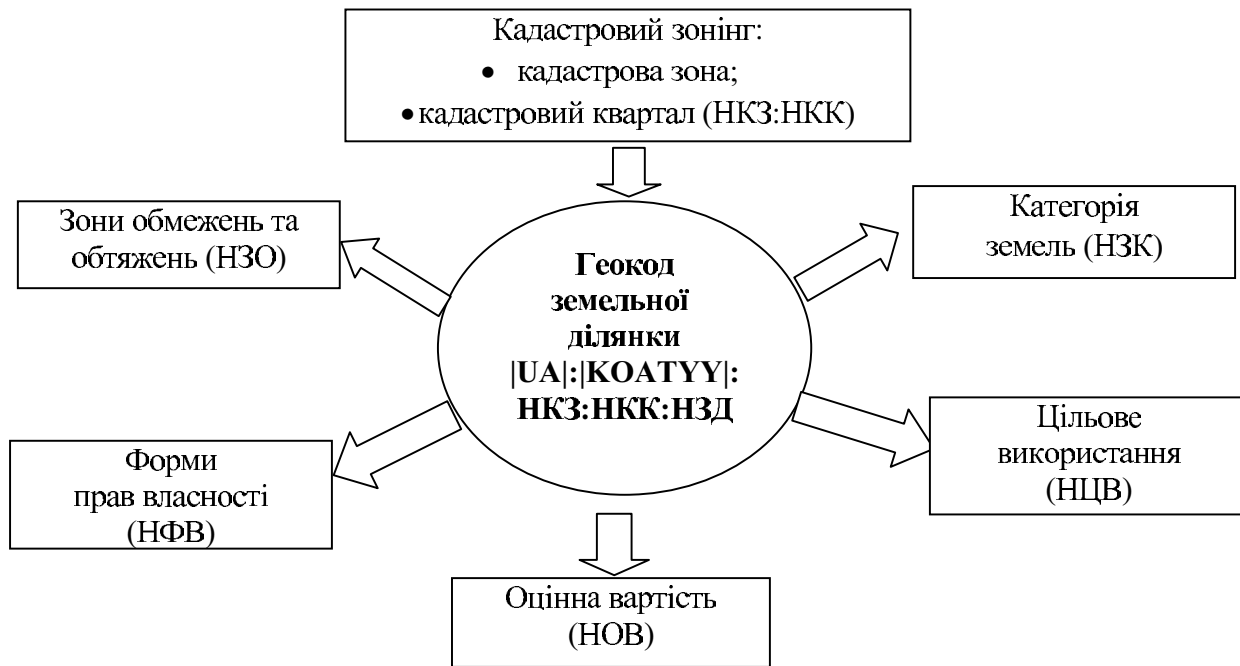 Кадастровий зонінг:
• кадастрова зона;
• кадастровий квартал (НКЗ:НКК)
Зони обмежень та
обтяжень (НЗО)
Категорія
земель (НЗК)
Геокод
земельної
ділянки
|UA|:|KOATYY|:
НКЗ:НКК:НЗД
Форми
прав власності
(НФВ)
Цільове
використання
(НЦВ)
Оцінна вартість
(НОВ)